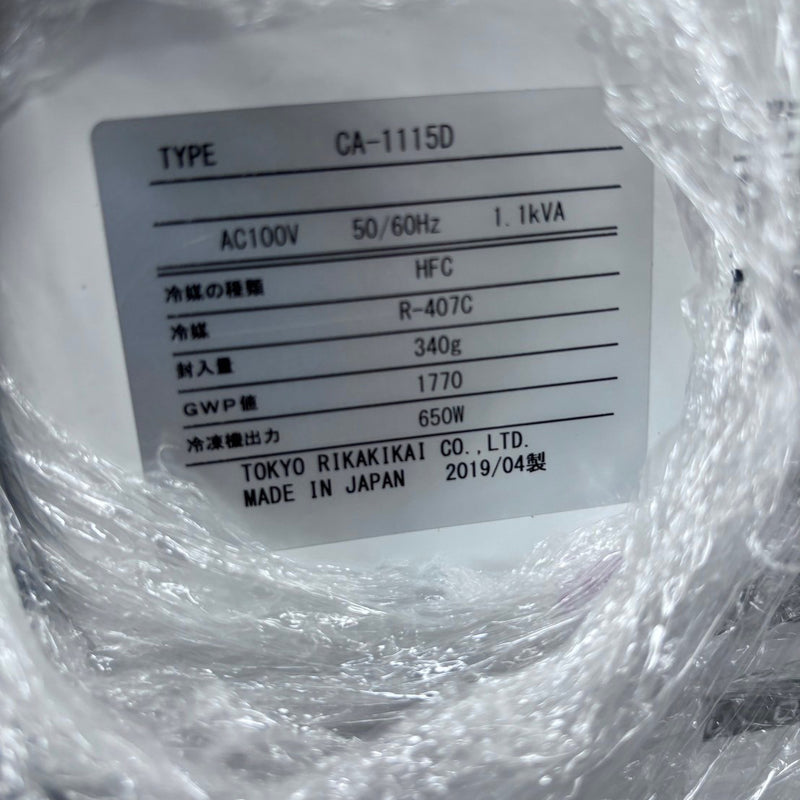 TYPE CA-1115D
AC100V 50/60Hz 1.1kVA
冷媒の種類 HFC
冷媒 R-407C
封入量 340g
GWP値 1770
冷凍機出力 650W
TOKYO RIKAKIKAI CO.,LTD.
MADE IN JAPAN 2019/04製